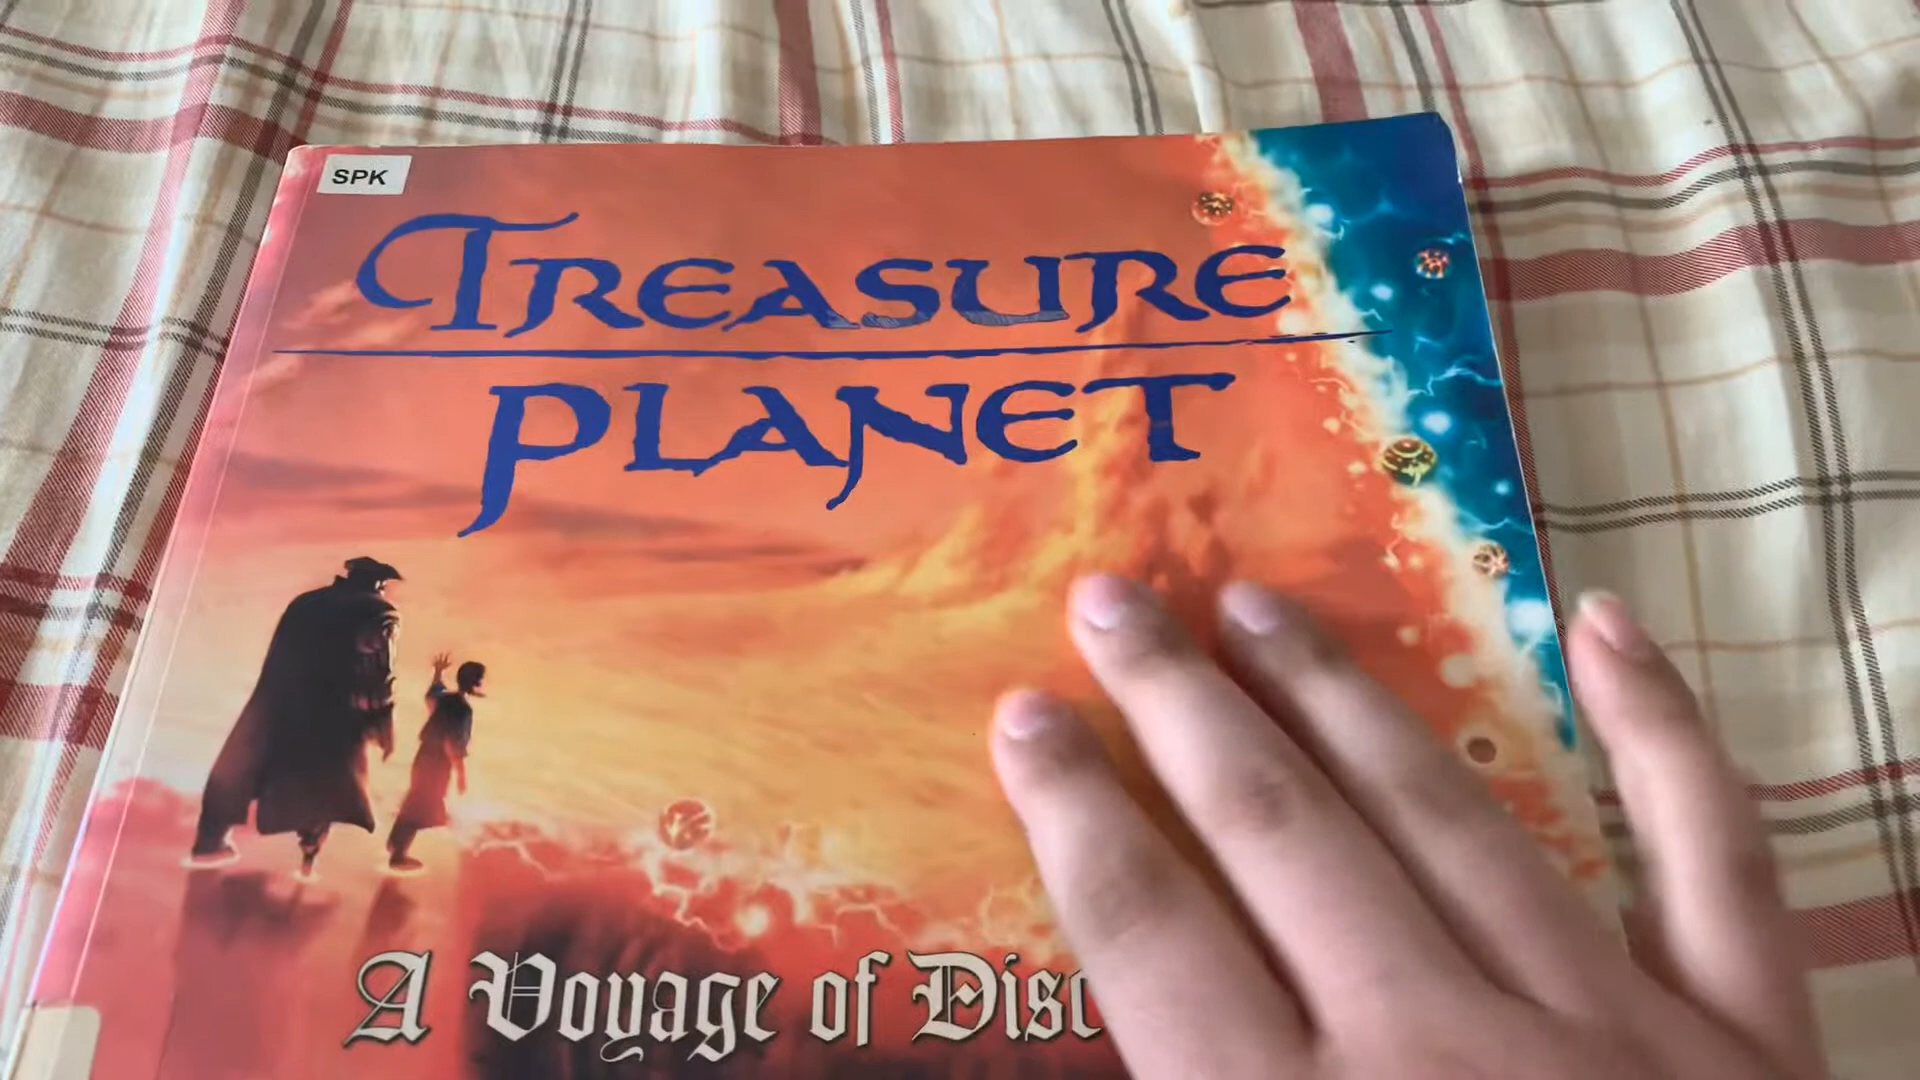 SPK
TREASURE
PLANET
A Voyage of Disc